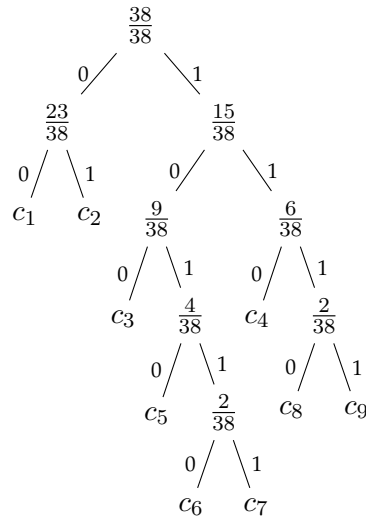 38/38
0 1
23/38 15/38
0 1 0 1
c₁ c₂ 9/38 6/38
0 1 0 1
c₃ 4/38 c₄ 2/38
0 1 0 1
c₅ 2/38 c₈ c₉
0 1
c₆ c₇